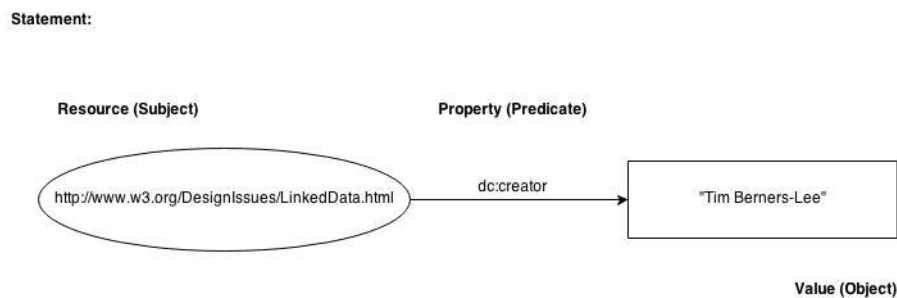 Statement:
Resource (Subject) Property (Predicate)
http://www.w3.org/DesignIssues/LinkedData.html dc:creator "Tim Berners-Lee"
Value (Object)